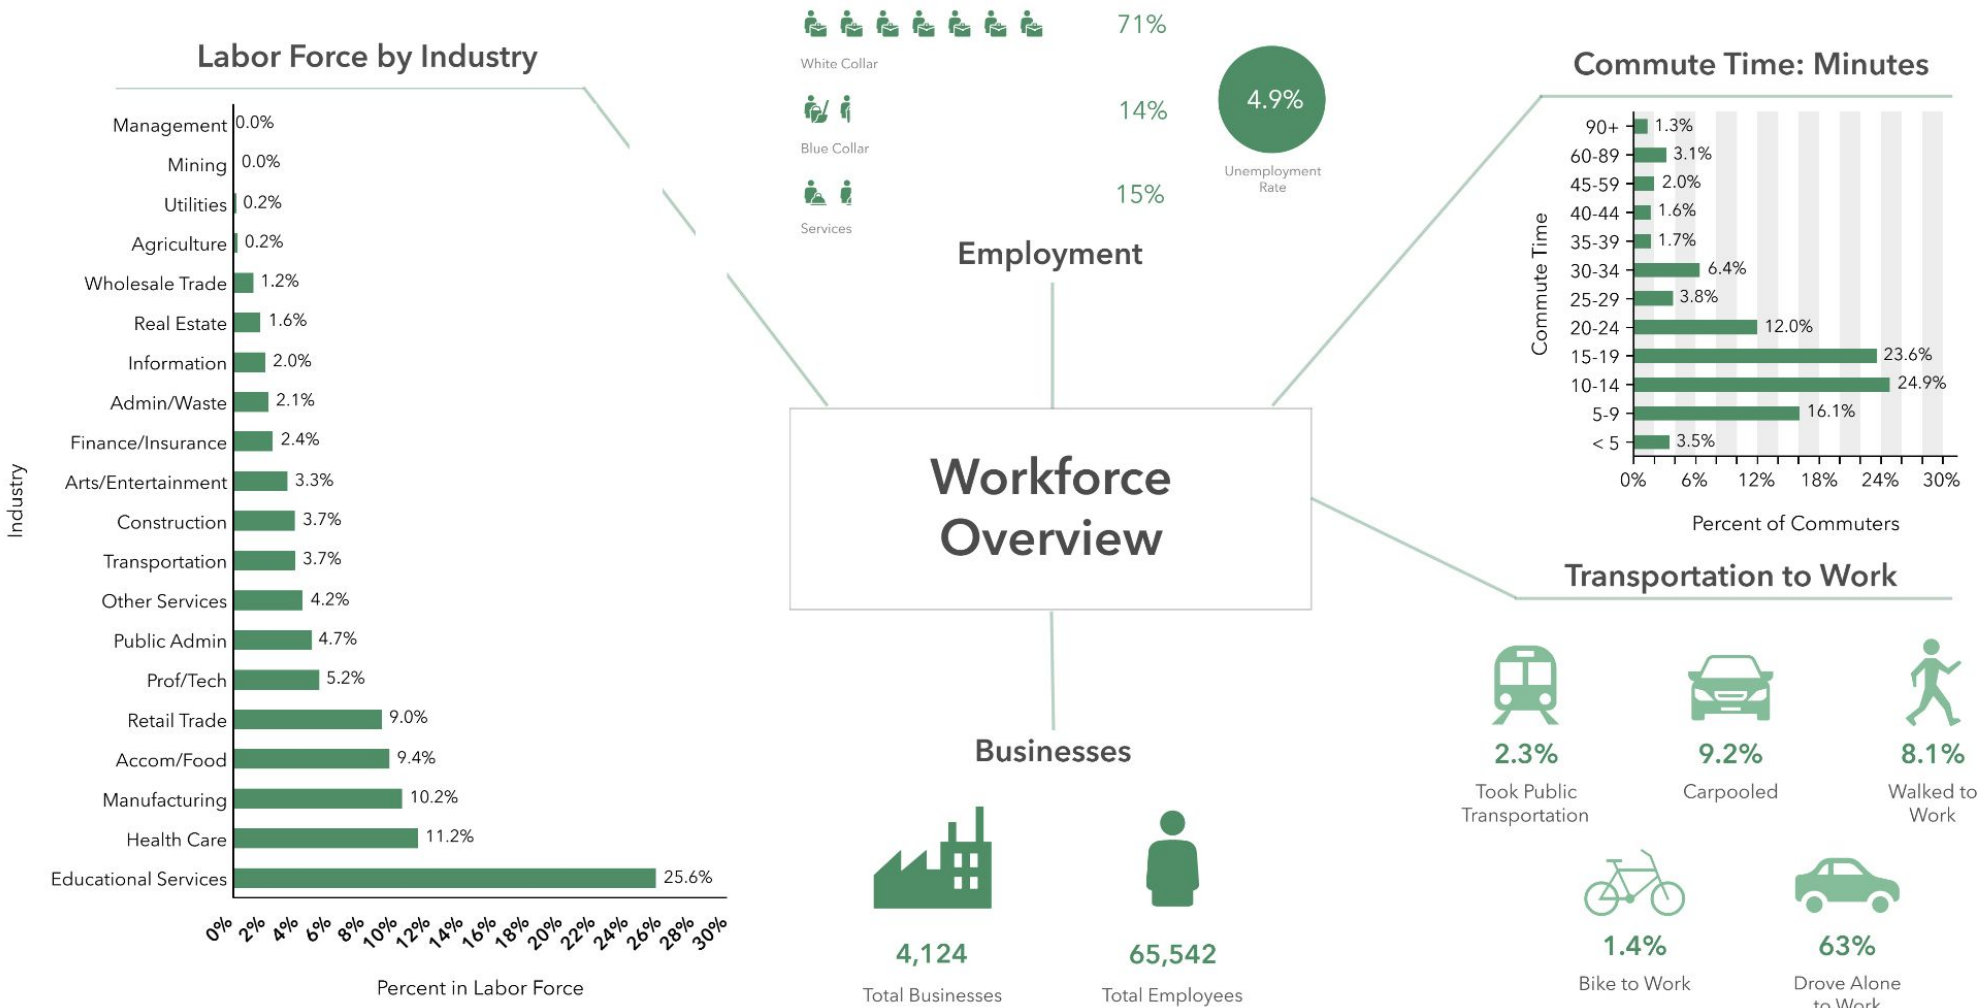 Labor Force by Industry
Industry
Management 0.0%
Mining 0.0%
Utilities 0.2%
Agriculture 0.2%
Wholesale Trade 1.2%
Real Estate 1.6%
Information 2.0%
Admin/Waste 2.1%
Finance/Insurance 2.4%
Arts/Entertainment 3.3%
Construction 3.7%
Transportation 3.7%
Other Services 4.2%
Public Admin 4.7%
Prof/Tech 5.2%
Retail Trade 9.0%
Accom/Food 9.4%
Manufacturing 10.2%
Health Care 11.2%
Educational Services 25.6%
0% 2% 4% 6% 8% 10% 12% 14% 16% 18% 20% 22% 24% 26% 28% 30%
Percent in Labor Force
71%
White Collar
14%
Blue Collar
15%
Services
4.9%
Unemployment
Rate
Employment
Workforce
Overview
Businesses
4,124
Total Businesses
65,542
Total Employees
Commute Time: Minutes
Commute Time
90+ 1.3%
60-89 3.1%
45-59 2.0%
40-44 1.6%
35-39 1.7%
30-34 6.4%
25-29 3.8%
20-24 12.0%
15-19 23.6%
10-14 24.9%
5-9 16.1%
< 5 3.5%
0% 6% 12% 18% 24% 30%
Percent of Commuters
Transportation to Work
2.3%
Took Public
Transportation
9.2%
Carpooled
8.1%
Walked to
Work
1.4%
Bike to Work
63%
Drove Alone
to Work